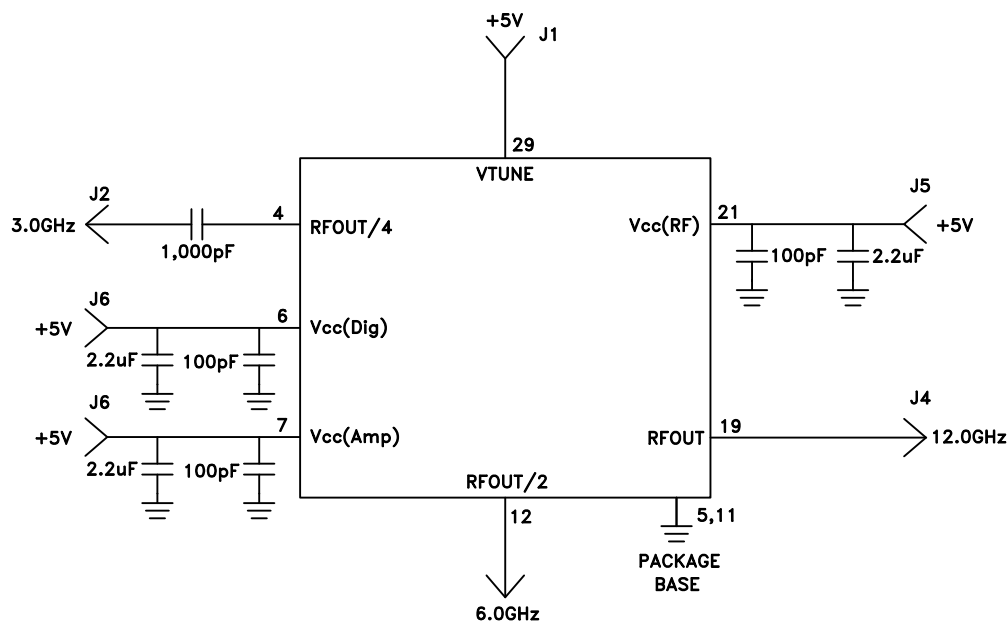 +5V
J1
29
VTUNE
J2
3.0GHz
1,000pF
4
RFOUT/4
Vcc(RF)
21
J5
+5V
100pF
2.2uF
J6
+5V
6
Vcc(Dig)
2.2uF
100pF
J6
+5V
7
Vcc(Amp)
2.2uF
100pF
RFOUT
19
J4
12.0GHz
RFOUT/2
12
5,11
PACKAGE
BASE
6.0GHz